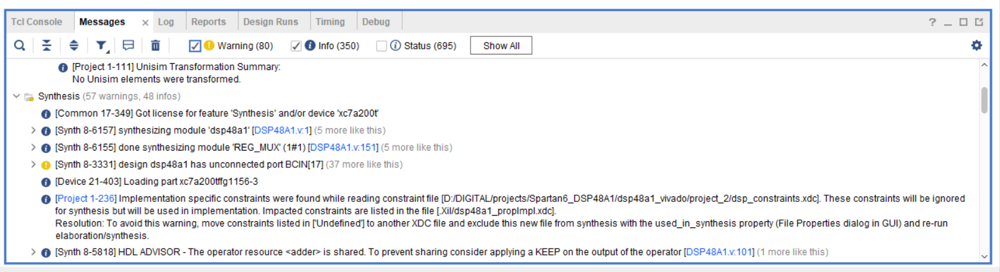 Tcl Console Messages × Log Reports Design Runs Timing Debug ?
Warning (80) Info (350) Status (695) Show All
[Project 1-111] Unisim Transformation Summary:
No Unisim elements were transformed.
Synthesis (57 warnings, 48 infos)
[Common 17-349] Got license for feature 'Synthesis' and/or device 'xc7a200t'
[Synth 8-6157] synthesizing module 'dsp48a1' [DSP48A1.v:1] (5 more like this)
[Synth 8-6155] done synthesizing module 'REG_MUX' (1#1) [DSP48A1.v:151] (5 more like this)
[Synth 8-3331] design dsp48a1 has unconnected port BCIN[17] (37 more like this)
[Device 21-403] Loading part xc7a200tffg1156-3
[Project 1-236] Implementation specific constraints were found while reading constraint file [D:/DIGITAL/projects/Spartan6_DSP48A1/dsp48a1_vivado/project_2/dsp_constraints.xdc]. These constraints will be ignored
for synthesis but will be used in implementation. Impacted constraints are listed in the file [.Xil/dsp48a1_propImpl.xdc].
Resolution: To avoid this warning, move constraints listed in ['Undefined'] to another XDC file and exclude this new file from synthesis with the used_in_synthesis property (File Properties dialog in GUI) and re-run
elaboration/synthesis.
[Synth 8-5818] HDL ADVISOR - The operator resource <adder> is shared. To prevent sharing consider applying a KEEP on the output of the operator [DSP48A1.v:101] (1 more like this)